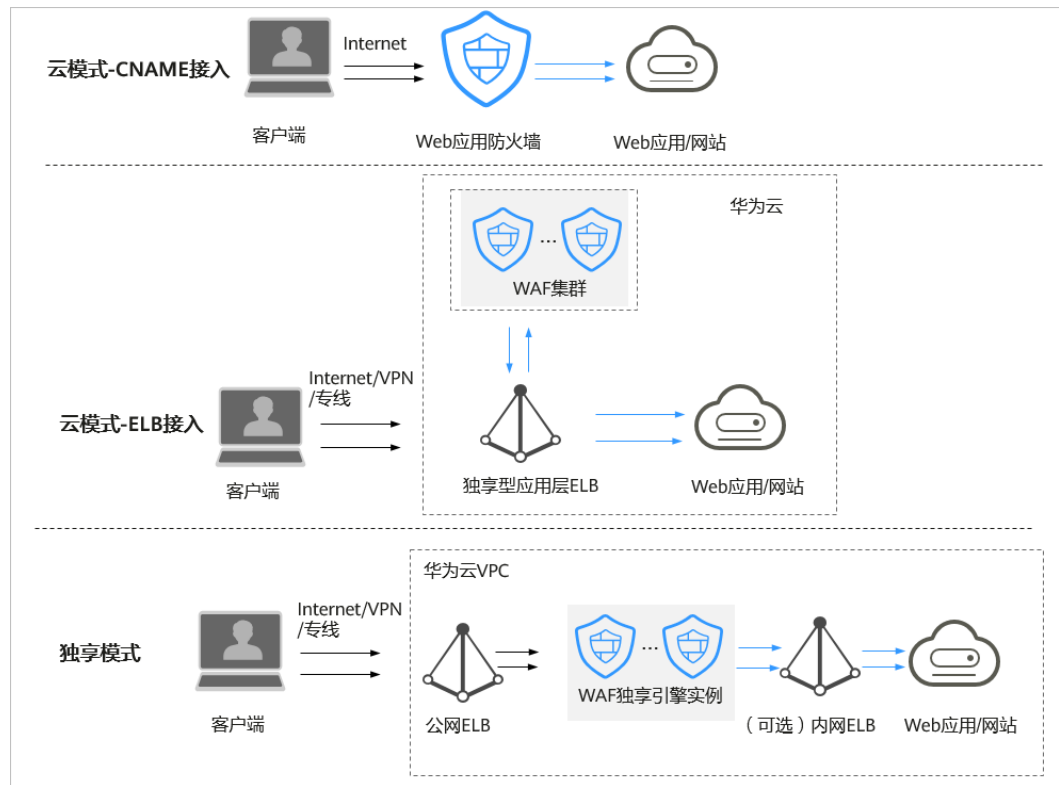 Internet
云模式-CNAME接入
客户端
Web应用防火墙
Web应用/网站
华为云
...
WAF集群
Internet/VPN
/专线
云模式-ELB接入
客户端
独享型应用层ELB
Web应用/网站
华为云VPC
Internet/VPN
/专线
独享模式
...
WAF独享引擎实例
客户端
公网ELB
（可选）内网ELB
Web应用/网站